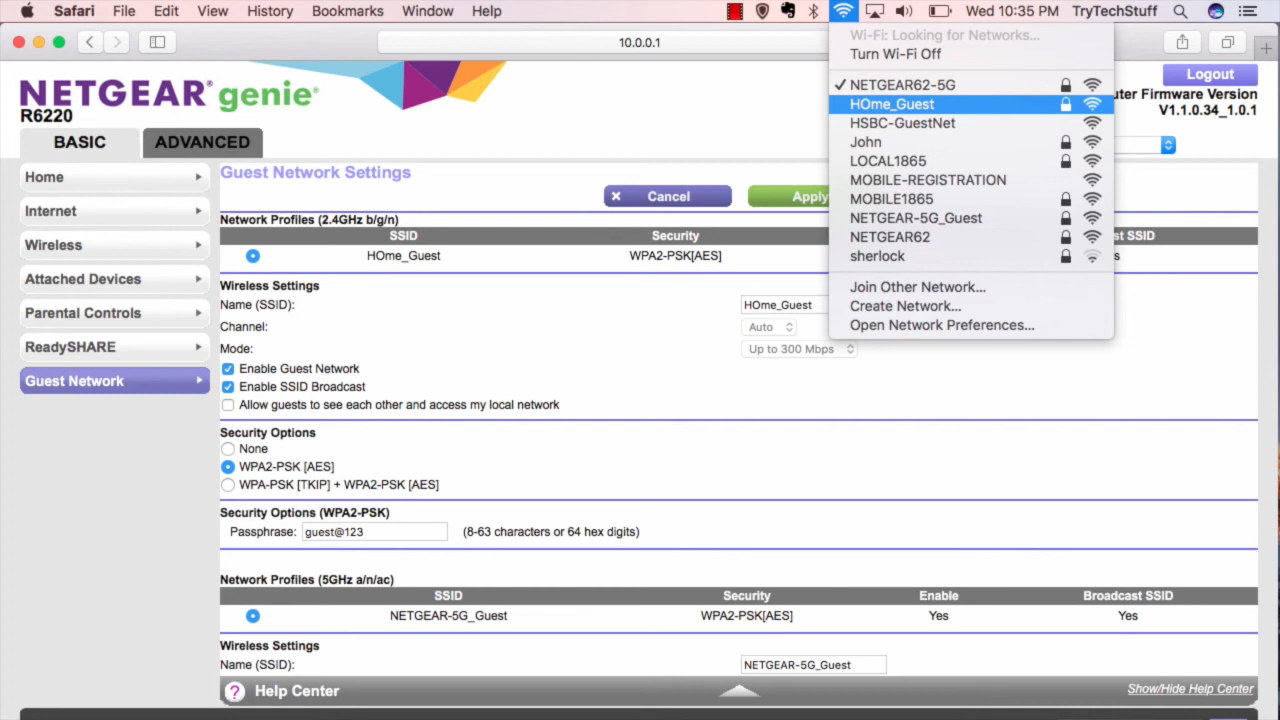 Safari File Edit View History Bookmarks Window Help Wed 10:35 PM TryTechStuff
10.0.0.1
Wi-Fi: Looking for Networks...
Turn Wi-Fi Off
✓ NETGEAR62-5G
HOme_Guest
HSBC-GuestNet
John
LOCAL1865
MOBILE-REGISTRATION
MOBILE1865
NETGEAR-5G_Guest
NETGEAR62
sherlock
Join Other Network...
Create Network...
Open Network Preferences...
NETGEAR® genie®
R6220
Logout
uter Firmware Version
V1.1.0.34_1.0.1
BASIC ADVANCED
Home
Internet
Wireless
Attached Devices
Parental Controls
ReadySHARE
Guest Network
Guest Network Settings
Cancel Apply
Network Profiles (2.4GHz b/g/n)
SSID Security st SSID
HOme_Guest WPA2-PSK[AES] s
Wireless Settings
Name (SSID): HOme_Guest
Channel: Auto
Mode: Up to 300 Mbps
Enable Guest Network
Enable SSID Broadcast
Allow guests to see each other and access my local network
Security Options
None
WPA2-PSK [AES]
WPA-PSK [TKIP] + WPA2-PSK [AES]
Security Options (WPA2-PSK)
Passphrase: guest@123 (8-63 characters or 64 hex digits)
Network Profiles (5GHz a/n/ac)
SSID Security Enable Broadcast SSID
NETGEAR-5G_Guest WPA2-PSK[AES] Yes Yes
Wireless Settings
Name (SSID): NETGEAR-5G_Guest
? Help Center Show/Hide Help Center